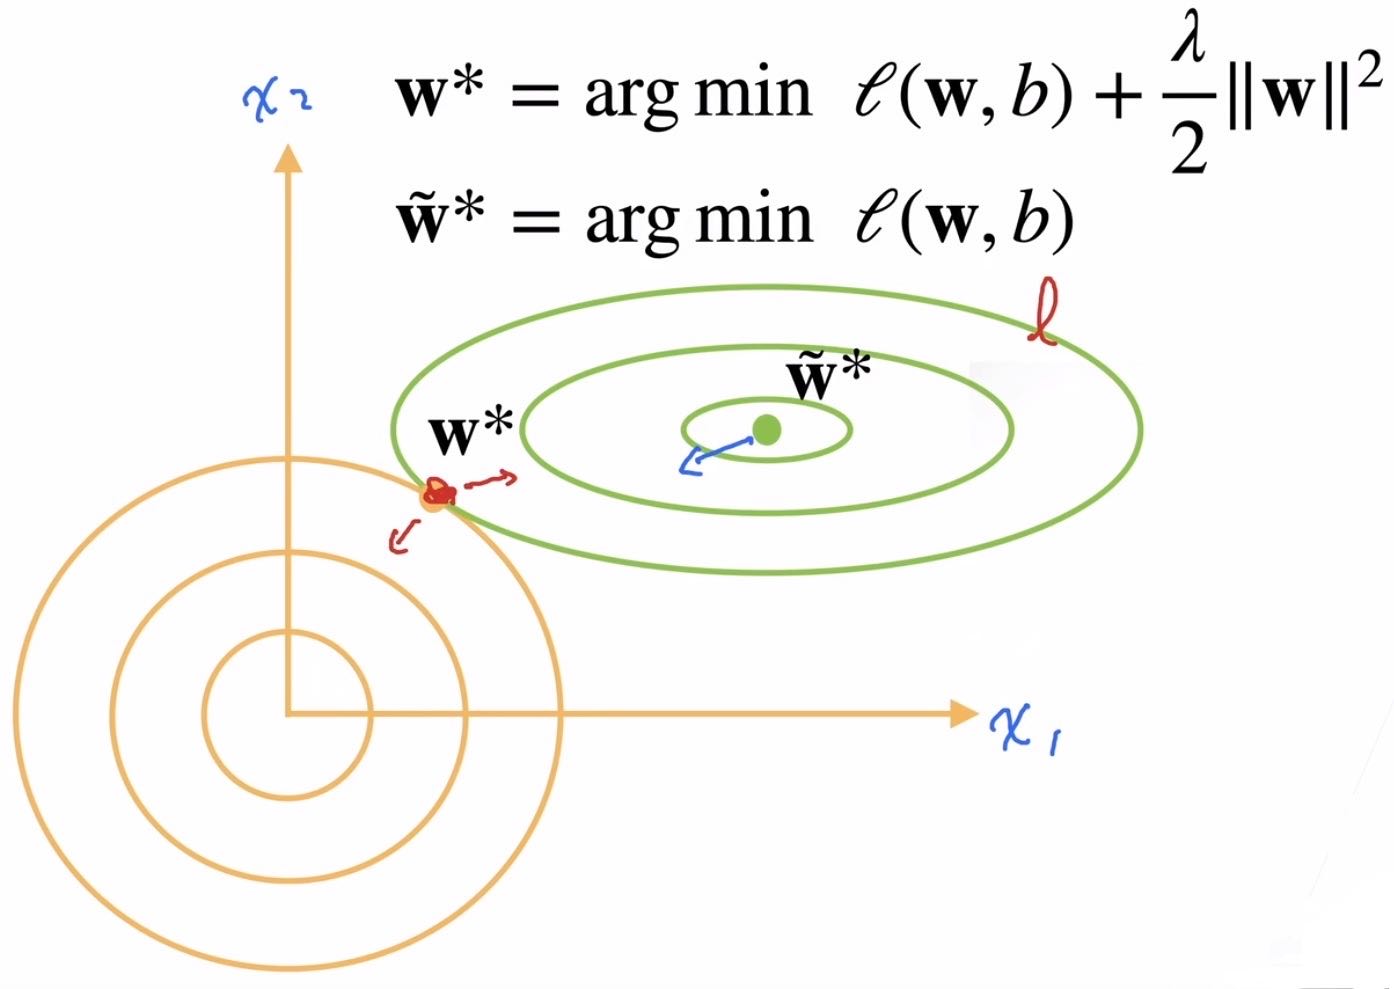 x₂
𝐰* = arg min ℓ(𝐰, b) + λ/2 ‖𝐰‖²
𝐰̃* = arg min ℓ(𝐰, b)
ℓ
𝐰̃*
𝐰*
x₁